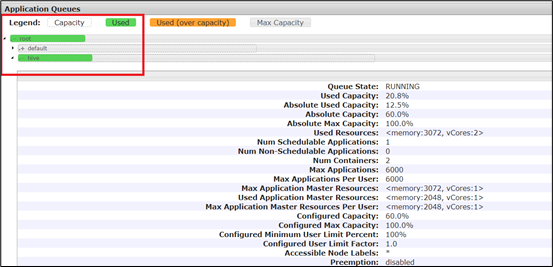 Application Queues
Legend: Capacity Used Used (over capacity) Max Capacity
root
+ default
hive
Queue State: RUNNING
Used Capacity: 20.8%
Absolute Used Capacity: 12.5%
Absolute Capacity: 60.0%
Absolute Max Capacity: 100.0%
Used Resources: <memory:3072, vCores:2>
Num Schedulable Applications: 1
Num Non-Schedulable Applications: 0
Num Containers: 2
Max Applications: 6000
Max Applications Per User: 6000
Max Application Master Resources: <memory:3072, vCores:1>
Used Application Master Resources: <memory:2048, vCores:1>
Max Application Master Resources Per User: <memory:2048, vCores:1>
Configured Capacity: 60.0%
Configured Max Capacity: 100.0%
Configured Minimum User Limit Percent: 100%
Configured User Limit Factor: 1.0
Accessible Node Labels: *
Preemption: disabled